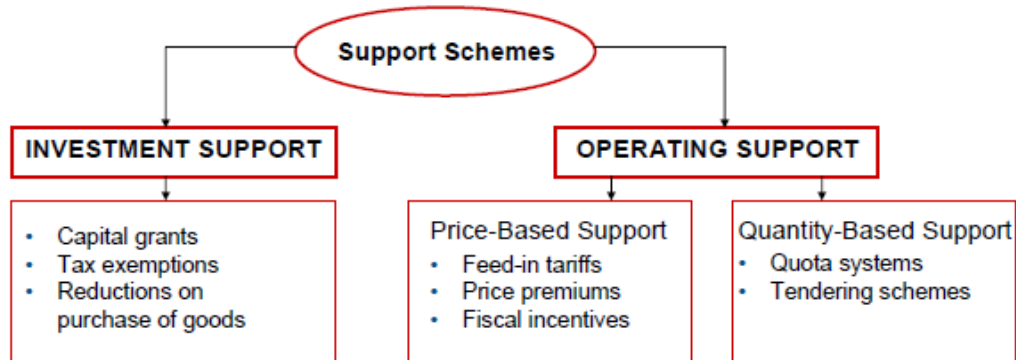 Support Schemes
INVESTMENT SUPPORT
OPERATING SUPPORT
• Capital grants
• Tax exemptions
• Reductions on
purchase of goods
Price-Based Support
• Feed-in tariffs
• Price premiums
• Fiscal incentives
Quantity-Based Support
• Quota systems
• Tendering schemes